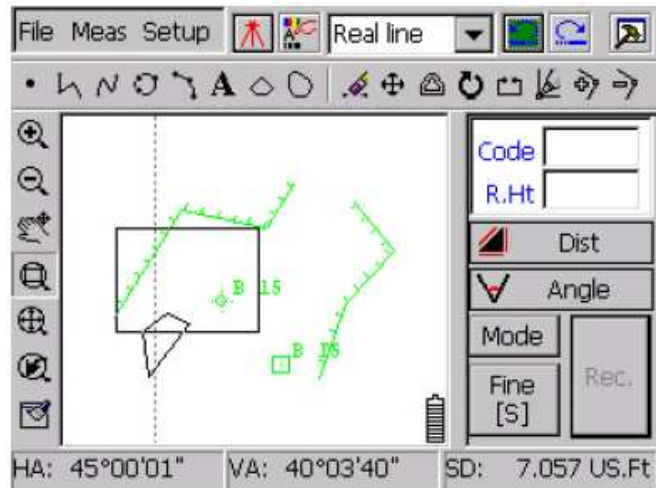 File Meas Setup Real line
A
Code
R.Ht
Dist
Angle
Mode
Fine
[S]
Rec.
B 15
B 15
HA: 45°00'01" VA: 40°03'40" SD: 7.057 US.Ft